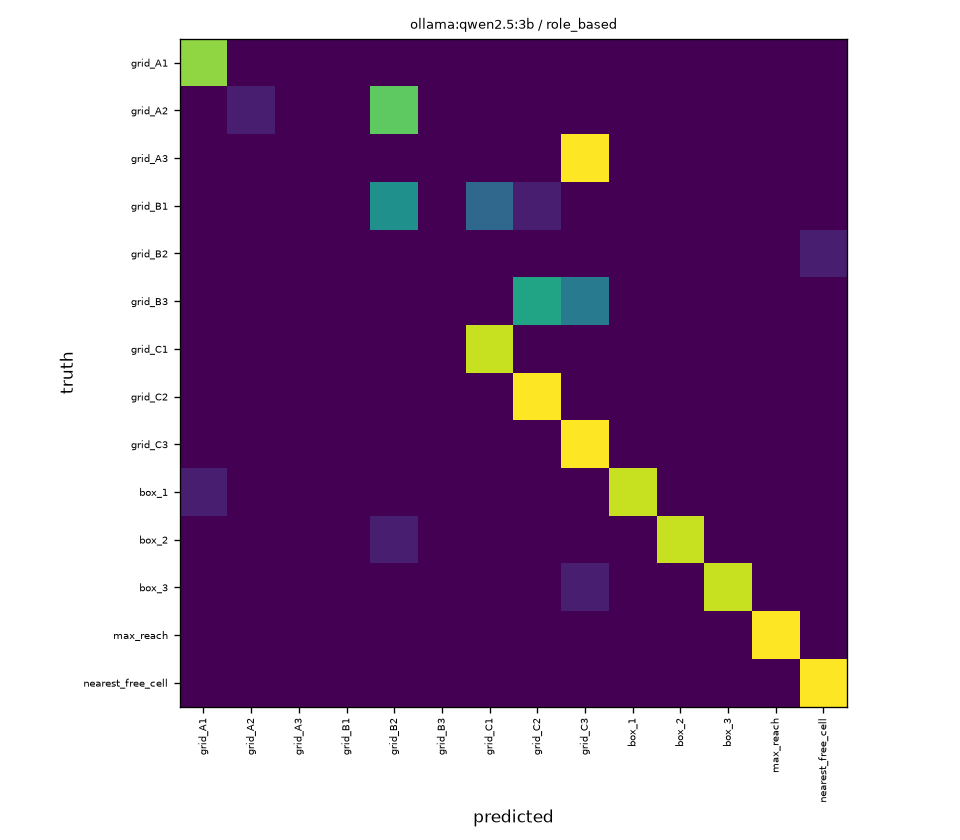 ollama:qwen2.5:3b / role_based
grid_A1
grid_A2
grid_A3
grid_B1
grid_B2
grid_B3
grid_C1
grid_C2
grid_C3
box_1
box_2
box_3
max_reach
nearest_free_cell
truth
grid_A1
grid_A2
grid_A3
grid_B1
grid_B2
grid_B3
grid_C1
grid_C2
grid_C3
box_1
box_2
box_3
max_reach
nearest_free_cell
predicted